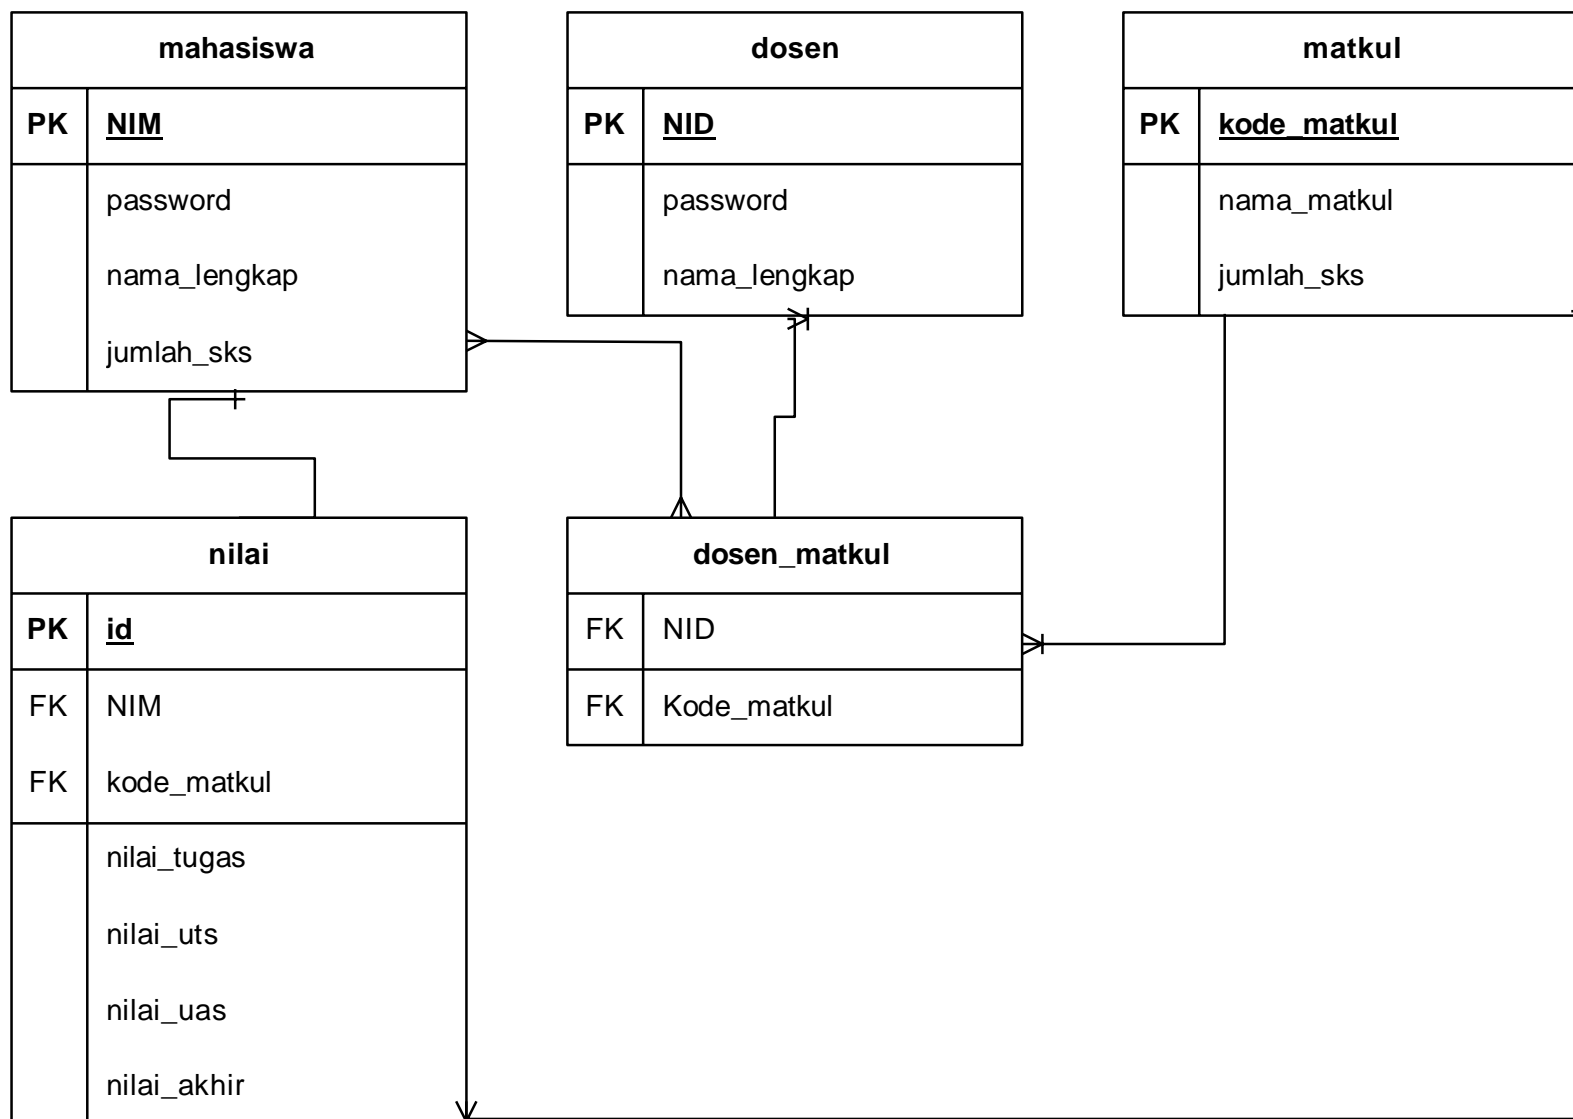 mahasiswa
PK NIM
password
nama_lengkap
jumlah_sks
dosen
PK NID
password
nama_lengkap
matkul
PK kode_matkul
nama_matkul
jumlah_sks
nilai
PK id
FK NIM
FK kode_matkul
nilai_tugas
nilai_uts
nilai_uas
nilai_akhir
dosen_matkul
FK NID
FK Kode_matkul